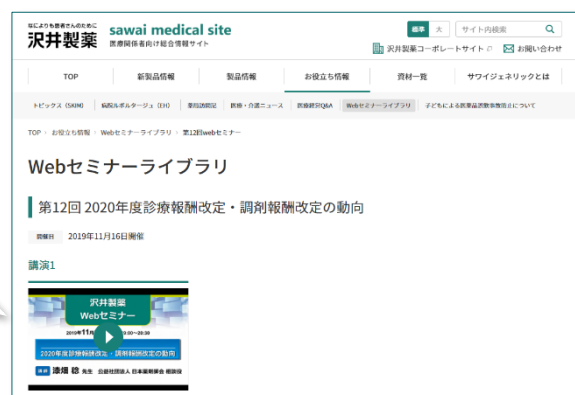 なによりも患者さんのために
沢井製薬
sawai medical site
医療関係者向け総合情報サイト
標準 大 サイト内検索
沢井製薬コーポレートサイト お問い合わせ
TOP 新製品情報 製品情報 お役立ち情報 資材一覧 サワイジェネリックとは
トピックス（SKIM） 病院ルポルタージュ（EH） 薬局訪問記 医療・介護ニュース 医療経営Q&A Webセミナーライブラリ 子どもによる医薬品誤飲事故防止について
TOP › お役立ち情報 › Webセミナーライブラリ › 第12回webセミナー
Webセミナーライブラリ
第12回 2020年度診療報酬改定・調剤報酬改定の動向
開催日 2019年11月16日開催
講演1
沢井製薬
Webセミナー
2020年度診療報酬改定・調剤報酬改定の動向
漆畑 稔 先生 公益社団法人 日本薬剤師会 相談役